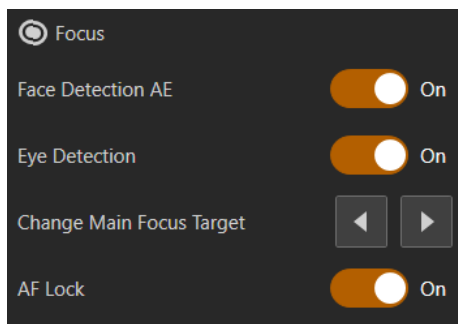 Focus
Face Detection AE On
Eye Detection On
Change Main Focus Target
AF Lock On